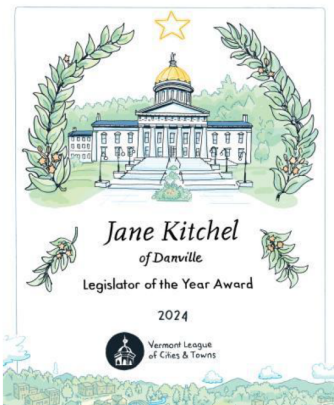 Jane Kitchel
of Danville
Legislator of the Year Award
2024
Vermont League
of Cities & Towns